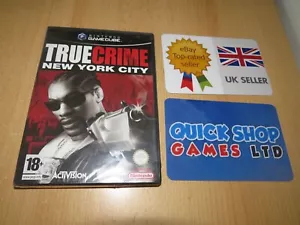 NINTENDO
GAMECUBE
TRUE CRIME
NEW YORK CITY
18+
ACTIVISION
Nintendo
eBay
Top-rated
seller
UK SELLER
QUICK SHOP
GAMES LTD